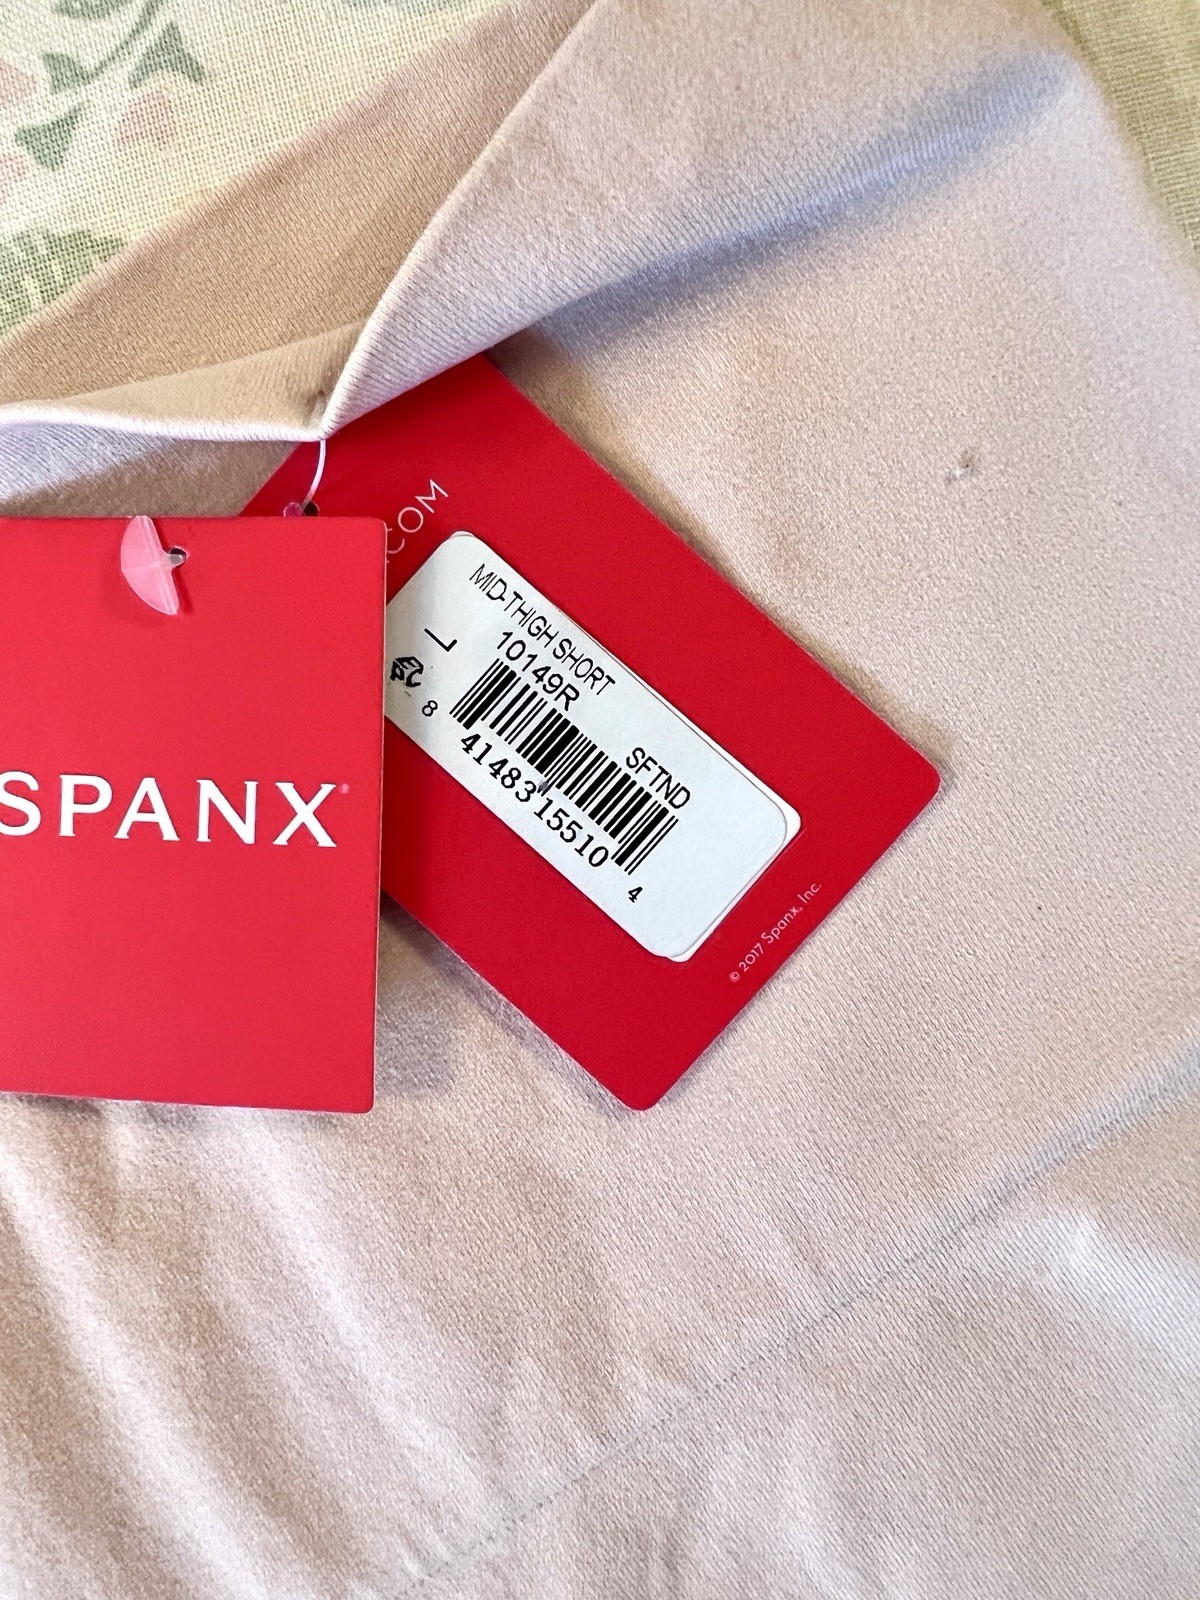 .COM
MID-THIGH SHORT
10149R
L
SFTND
8 41483 15510 4
© 2017 Spanx, Inc.
SPANX